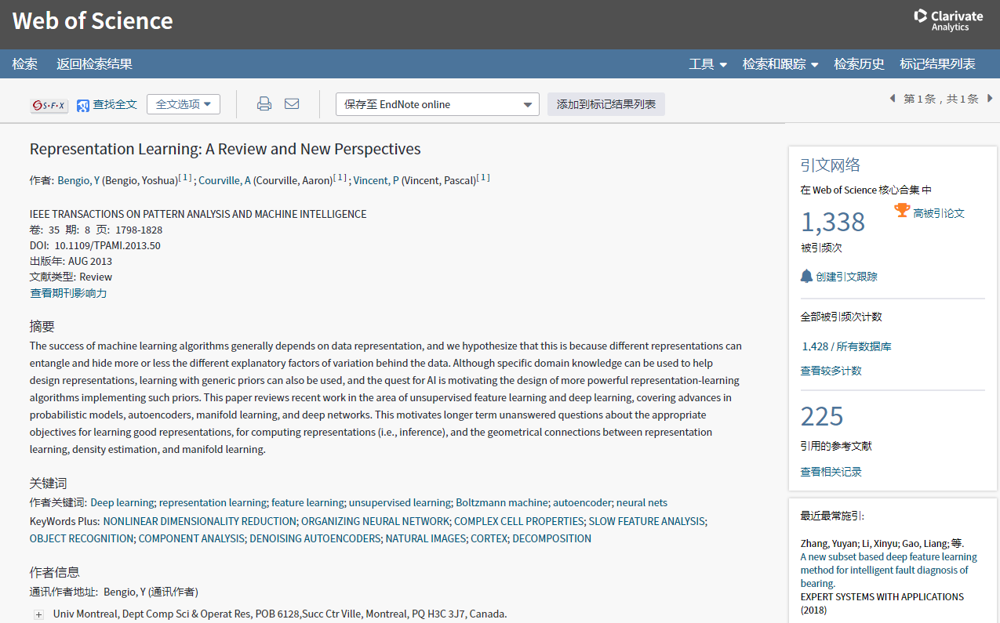 Web of Science
Clarivate
Analytics
检索 返回检索结果 工具 检索和跟踪 检索历史 标记结果列表
S·F·X 查找全文 全文选项 保存至 EndNote online 添加到标记结果列表 第1条，共1条
Representation Learning: A Review and New Perspectives
作者: Bengio, Y (Bengio, Yoshua)[1]; Courville, A (Courville, Aaron)[1]; Vincent, P (Vincent, Pascal)[1]
IEEE TRANSACTIONS ON PATTERN ANALYSIS AND MACHINE INTELLIGENCE
卷: 35 期: 8 页: 1798-1828
DOI: 10.1109/TPAMI.2013.50
出版年: AUG 2013
文献类型: Review
查看期刊影响力
摘要
The success of machine learning algorithms generally depends on data representation, and we hypothesize that this is because different representations can
entangle and hide more or less the different explanatory factors of variation behind the data. Although specific domain knowledge can be used to help
design representations, learning with generic priors can also be used, and the quest for AI is motivating the design of more powerful representation-learning
algorithms implementing such priors. This paper reviews recent work in the area of unsupervised feature learning and deep learning, covering advances in
probabilistic models, autoencoders, manifold learning, and deep networks. This motivates longer term unanswered questions about the appropriate
objectives for learning good representations, for computing representations (i.e., inference), and the geometrical connections between representation
learning, density estimation, and manifold learning.
关键词
作者关键词: Deep learning; representation learning; feature learning; unsupervised learning; Boltzmann machine; autoencoder; neural nets
KeyWords Plus: NONLINEAR DIMENSIONALITY REDUCTION; ORGANIZING NEURAL NETWORK; COMPLEX CELL PROPERTIES; SLOW FEATURE ANALYSIS;
OBJECT RECOGNITION; COMPONENT ANALYSIS; DENOISING AUTOENCODERS; NATURAL IMAGES; CORTEX; DECOMPOSITION
作者信息
通讯作者地址: Bengio, Y (通讯作者)
Univ Montreal, Dept Comp Sci & Operat Res, POB 6128,Succ Ctr Ville, Montreal, PQ H3C 3J7, Canada.
引文网络
在 Web of Science 核心合集 中
1,338 高被引论文
被引频次
创建引文跟踪
全部被引频次计数
1,428 / 所有数据库
查看较多计数
225
引用的参考文献
查看相关记录
最近最常施引:
Zhang, Yuyan; Li, Xinyu; Gao, Liang; 等.
A new subset based deep feature learning
method for intelligent fault diagnosis of
bearing.
EXPERT SYSTEMS WITH APPLICATIONS
(2018)